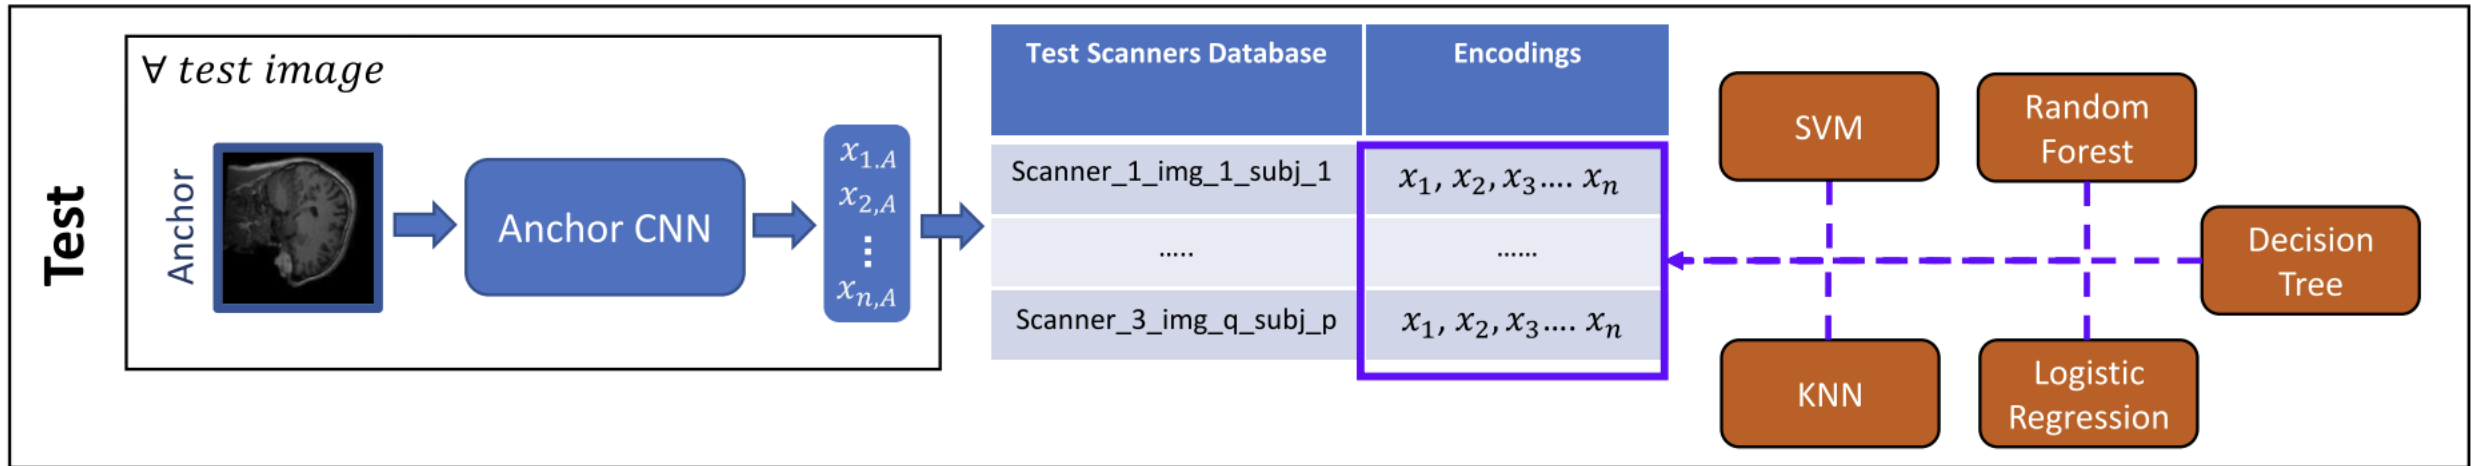 Test
∀ test image
Anchor
Anchor CNN
x₁.A
x₂,A
⋮
xₙ,A
Test Scanners Database
Encodings
Scanner_1_img_1_subj_1
x₁, x₂, x₃.... xₙ
.....
......
Scanner_3_img_q_subj_p
x₁, x₂, x₃.... xₙ
SVM
Random
Forest
Decision
Tree
KNN
Logistic
Regression